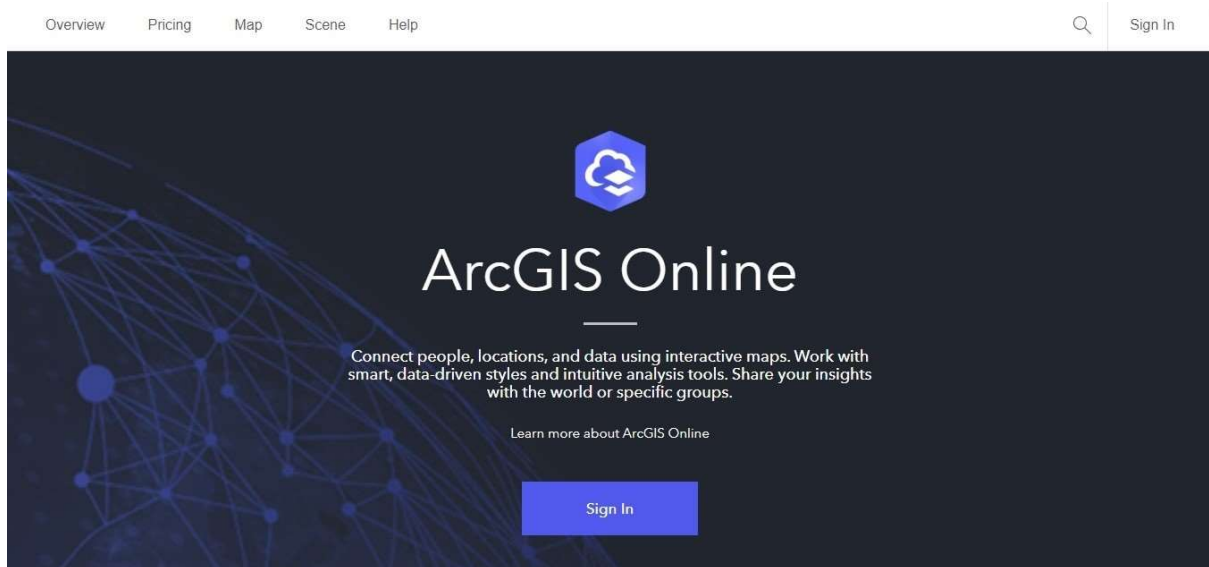 Overview Pricing Map Scene Help Sign In
ArcGIS Online
Connect people, locations, and data using interactive maps. Work with
smart, data-driven styles and intuitive analysis tools. Share your insights
with the world or specific groups.
Learn more about ArcGIS Online
Sign In